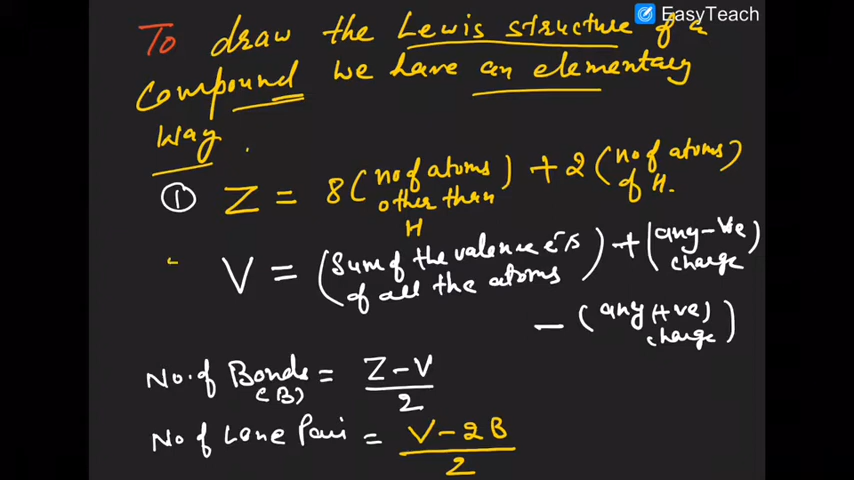 EasyTeach
To draw the Lewis structure of a
Compound we have an elementary
Way.
① Z = 8 (no of atoms other than H) + 2 (no of atoms of H.)
V = (Sum of the valence e⁻s of all the atoms) + (any -ve charge)
- (any +ve charge)
No. of Bonds (B) = Z-V / 2
No of Lone Pair = V-2B / 2